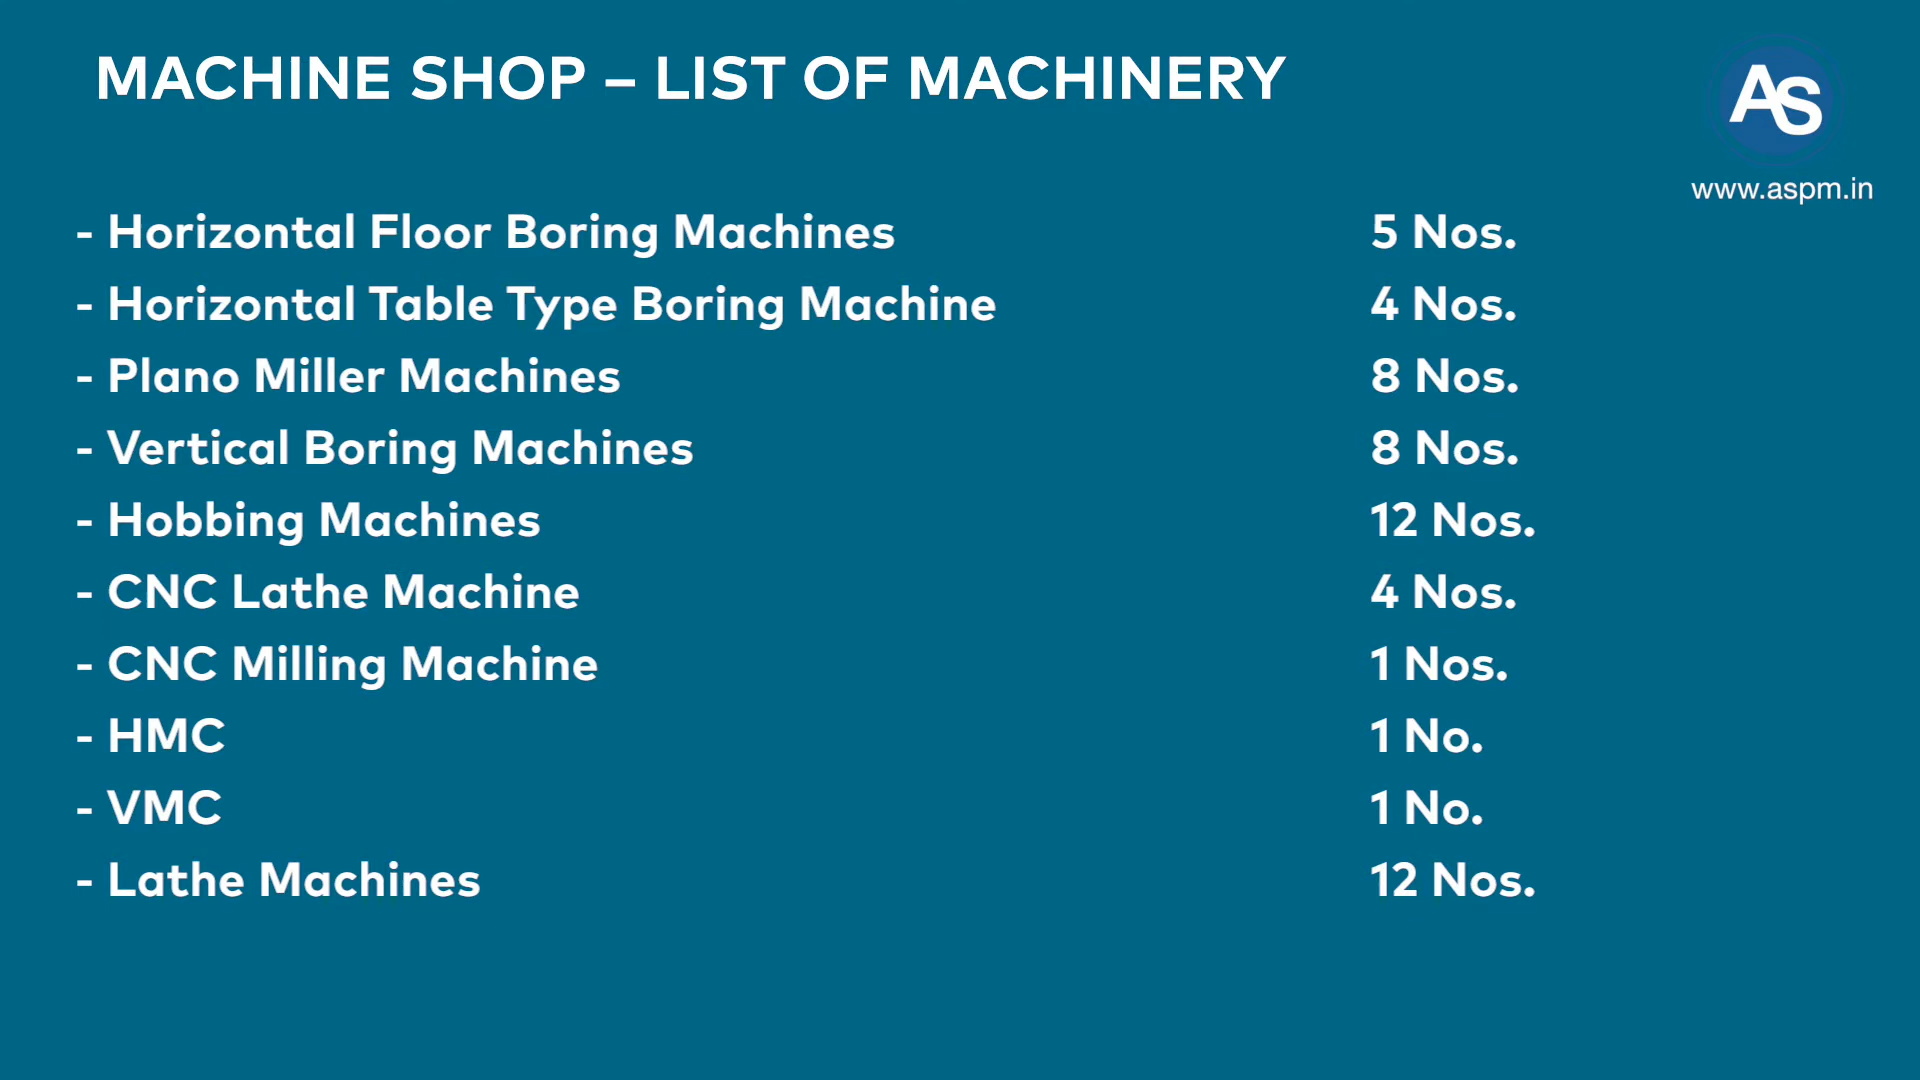 MACHINE SHOP – LIST OF MACHINERY
AS
www.aspm.in
- Horizontal Floor Boring Machines 5 Nos.
- Horizontal Table Type Boring Machine 4 Nos.
- Plano Miller Machines 8 Nos.
- Vertical Boring Machines 8 Nos.
- Hobbing Machines 12 Nos.
- CNC Lathe Machine 4 Nos.
- CNC Milling Machine 1 Nos.
- HMC 1 No.
- VMC 1 No.
- Lathe Machines 12 Nos.